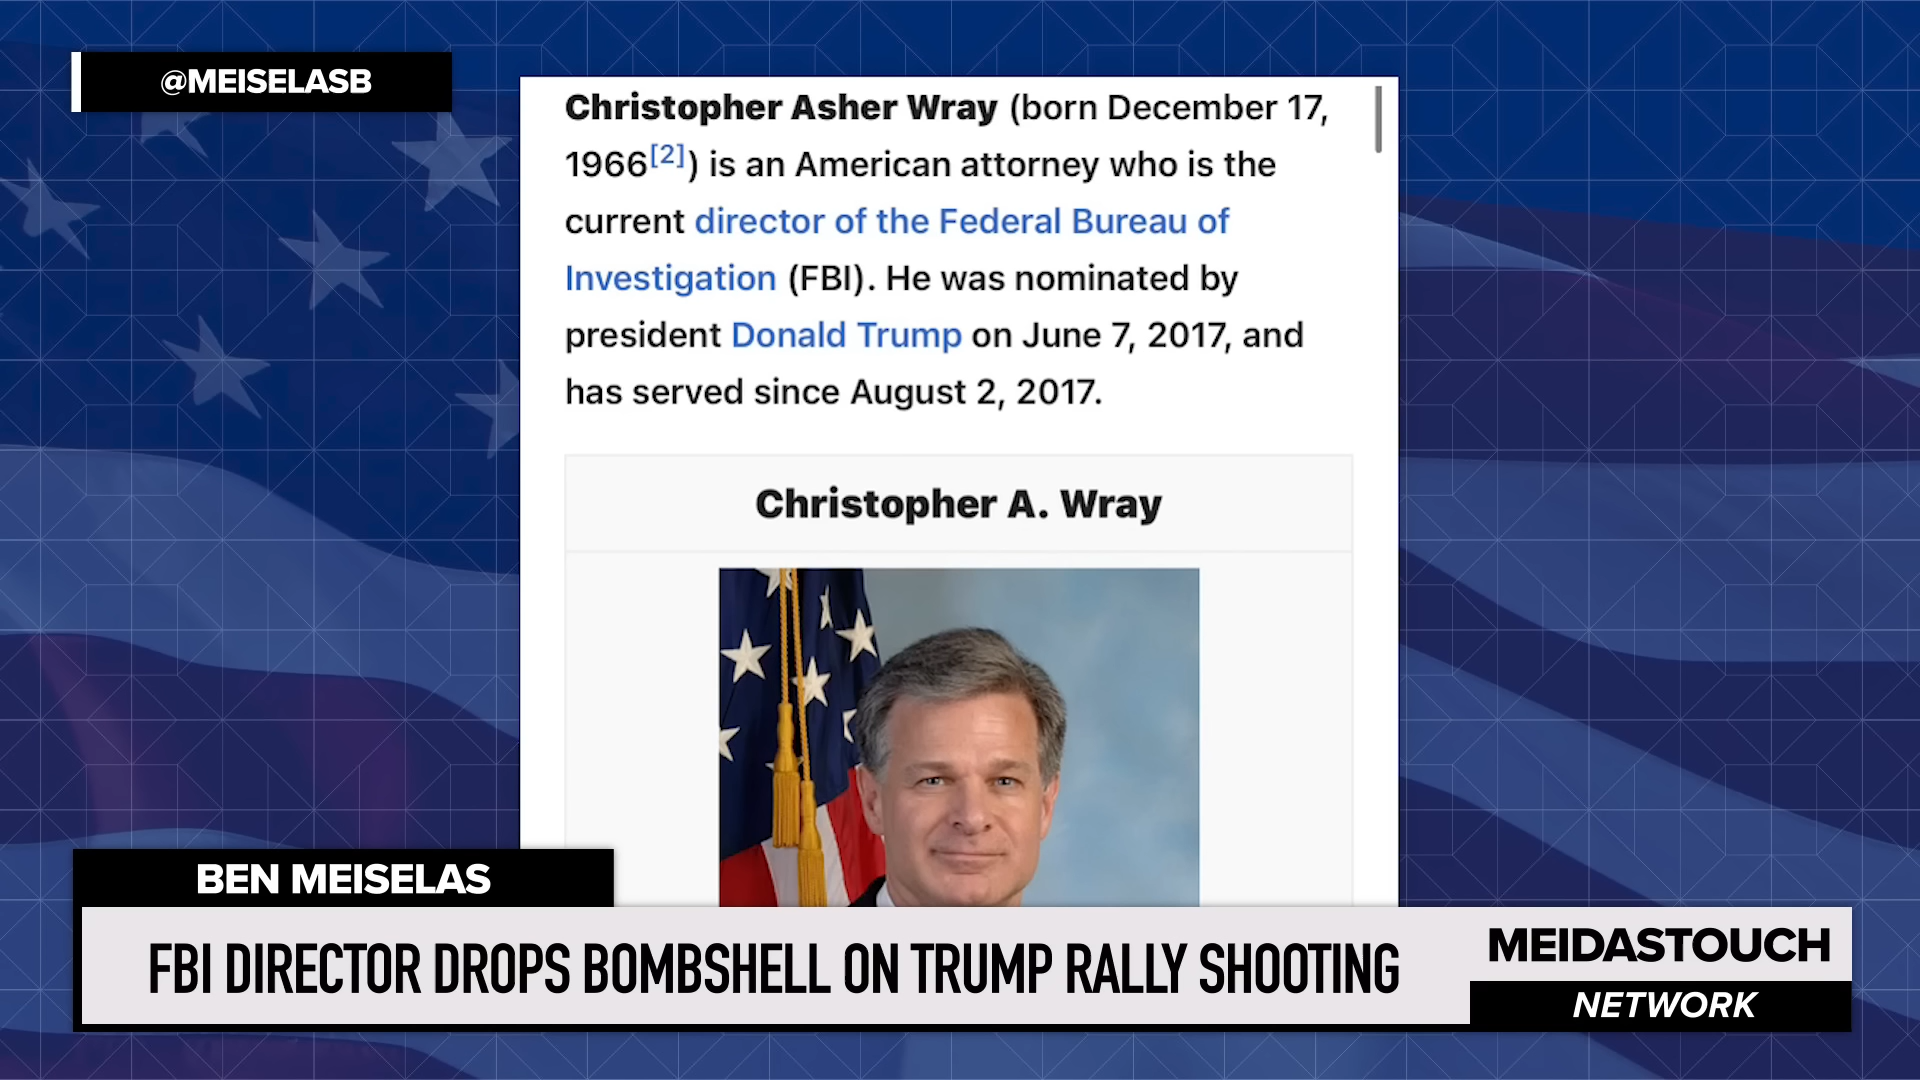 @MEISELASB
Christopher Asher Wray (born December 17,
1966[2]) is an American attorney who is the
current director of the Federal Bureau of
Investigation (FBI). He was nominated by
president Donald Trump on June 7, 2017, and
has served since August 2, 2017.
Christopher A. Wray
BEN MEISELAS
FBI DIRECTOR DROPS BOMBSHELL ON TRUMP RALLY SHOOTING
MEIDASTOUCH
NETWORK